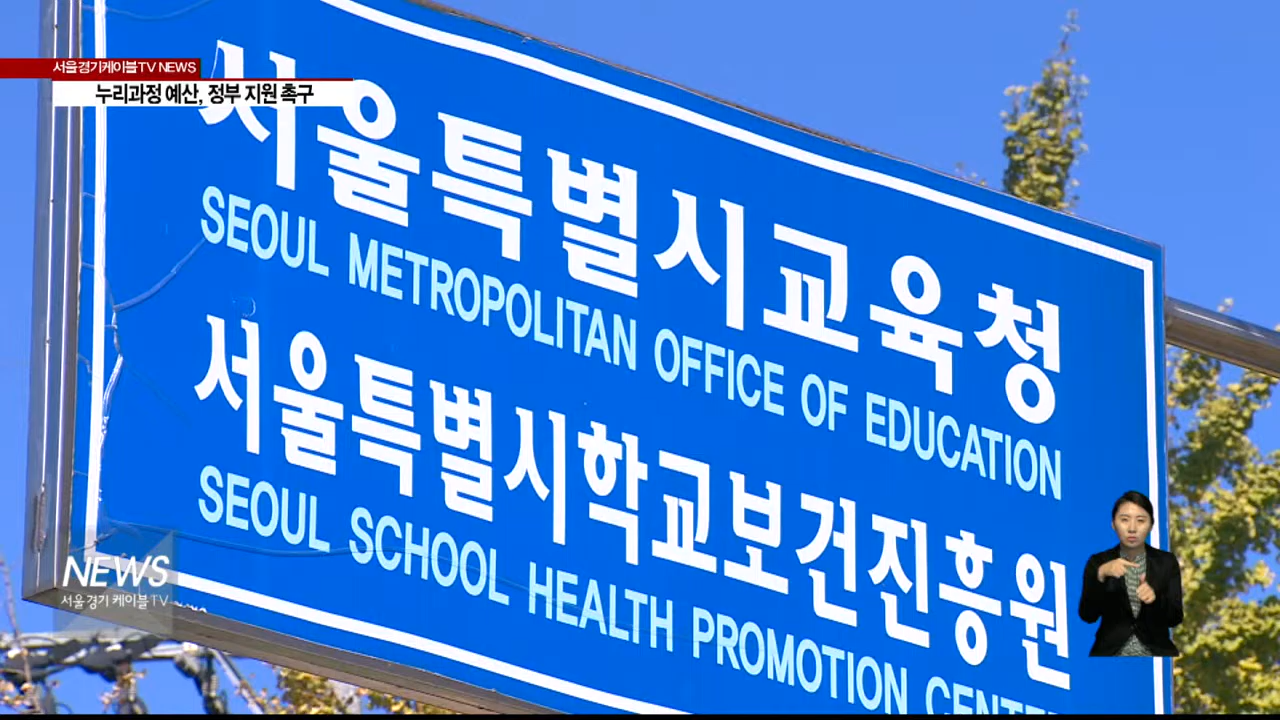 서울경기케이블TV NEWS
누리과정 예산, 정부 지원 촉구
서울특별시교육청
SEOUL METROPOLITAN OFFICE OF EDUCATION
서울특별시학교보건진흥원
SEOUL SCHOOL HEALTH PROMOTION CENTE
NEWS
서울경기케이블TV